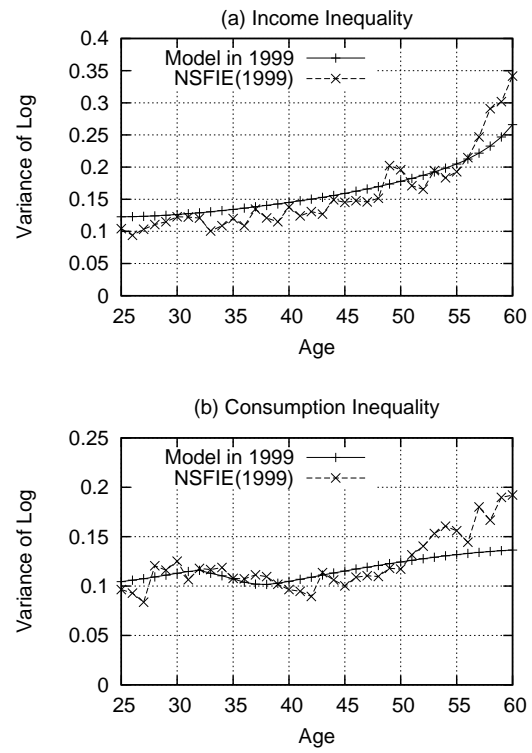 (a) Income Inequality
0.4
0.35
0.3
0.25
0.2
0.15
0.1
0.05
0
Variance of Log
Model in 1999
NSFIE(1999)
25 30 35 40 45 50 55 60
Age
(b) Consumption Inequality
0.25
0.2
0.15
0.1
0.05
0
Variance of Log
Model in 1999
NSFIE(1999)
25 30 35 40 45 50 55 60
Age